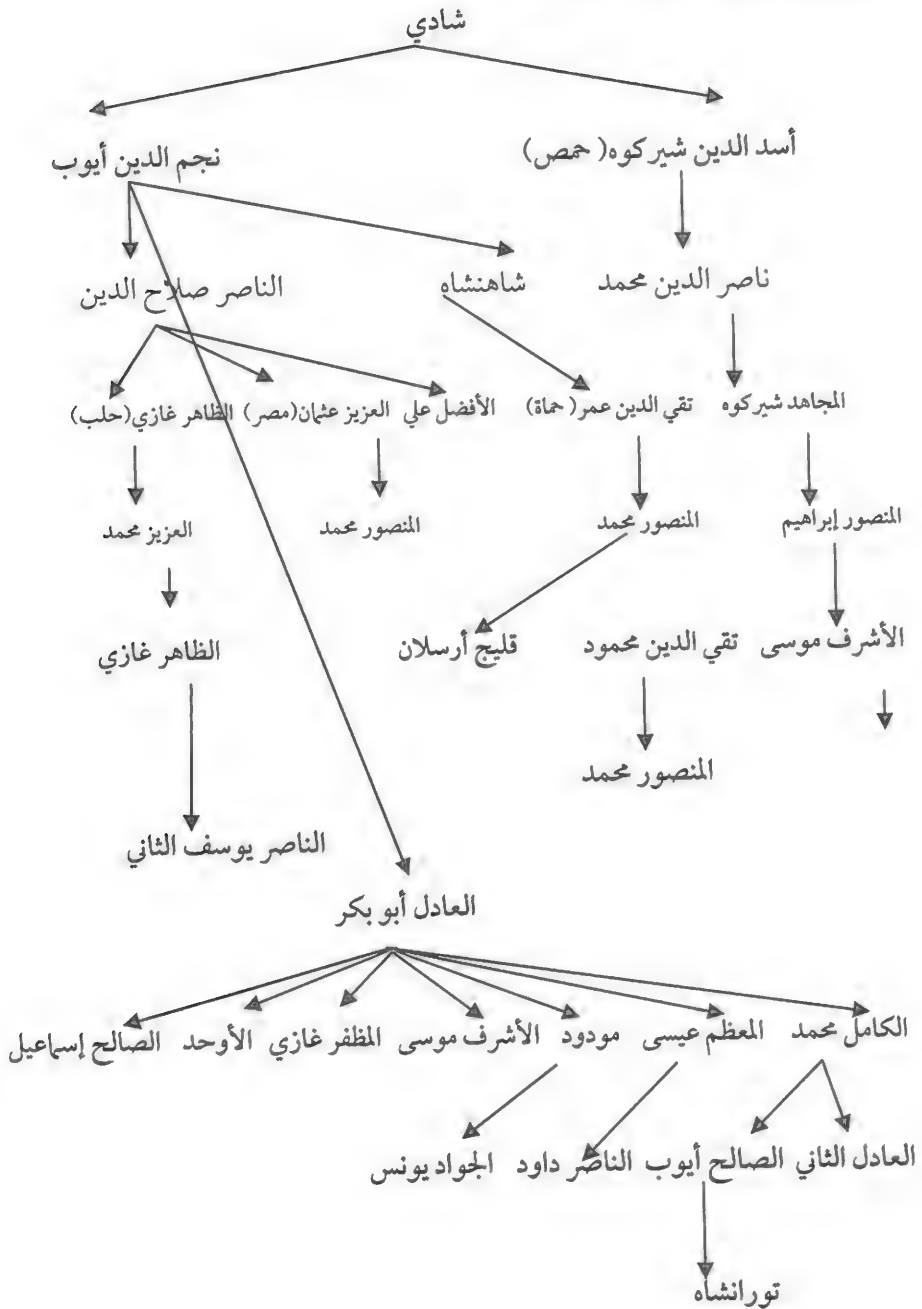 شادي
أسد الدين شيركوه( حمص) نجم الدين أيوب
ناصر الدين محمد شاهنشاه الناصر صلاح الدين
المجاهد شيركوه تقي الدين عمر( حماة) الأفضل علي العزيز عثمان(مصر) الظاهر غازي(حلب)
المنصور إبراهيم المنصور محمد المنصور محمد العزيز محمد
الأشرف موسى تقي الدين محمود قليج أرسلان الظاهر غازي
المنصور محمد
الناصر يوسف الثاني
العادل أبو بكر
الكامل محمد المعظم عيسى مودود الأشرف موسى المظفر غازي الأوحد الصالح إسماعيل
العادل الثاني الصالح أيوب الناصر داود الجواد يونس
تورانشاه